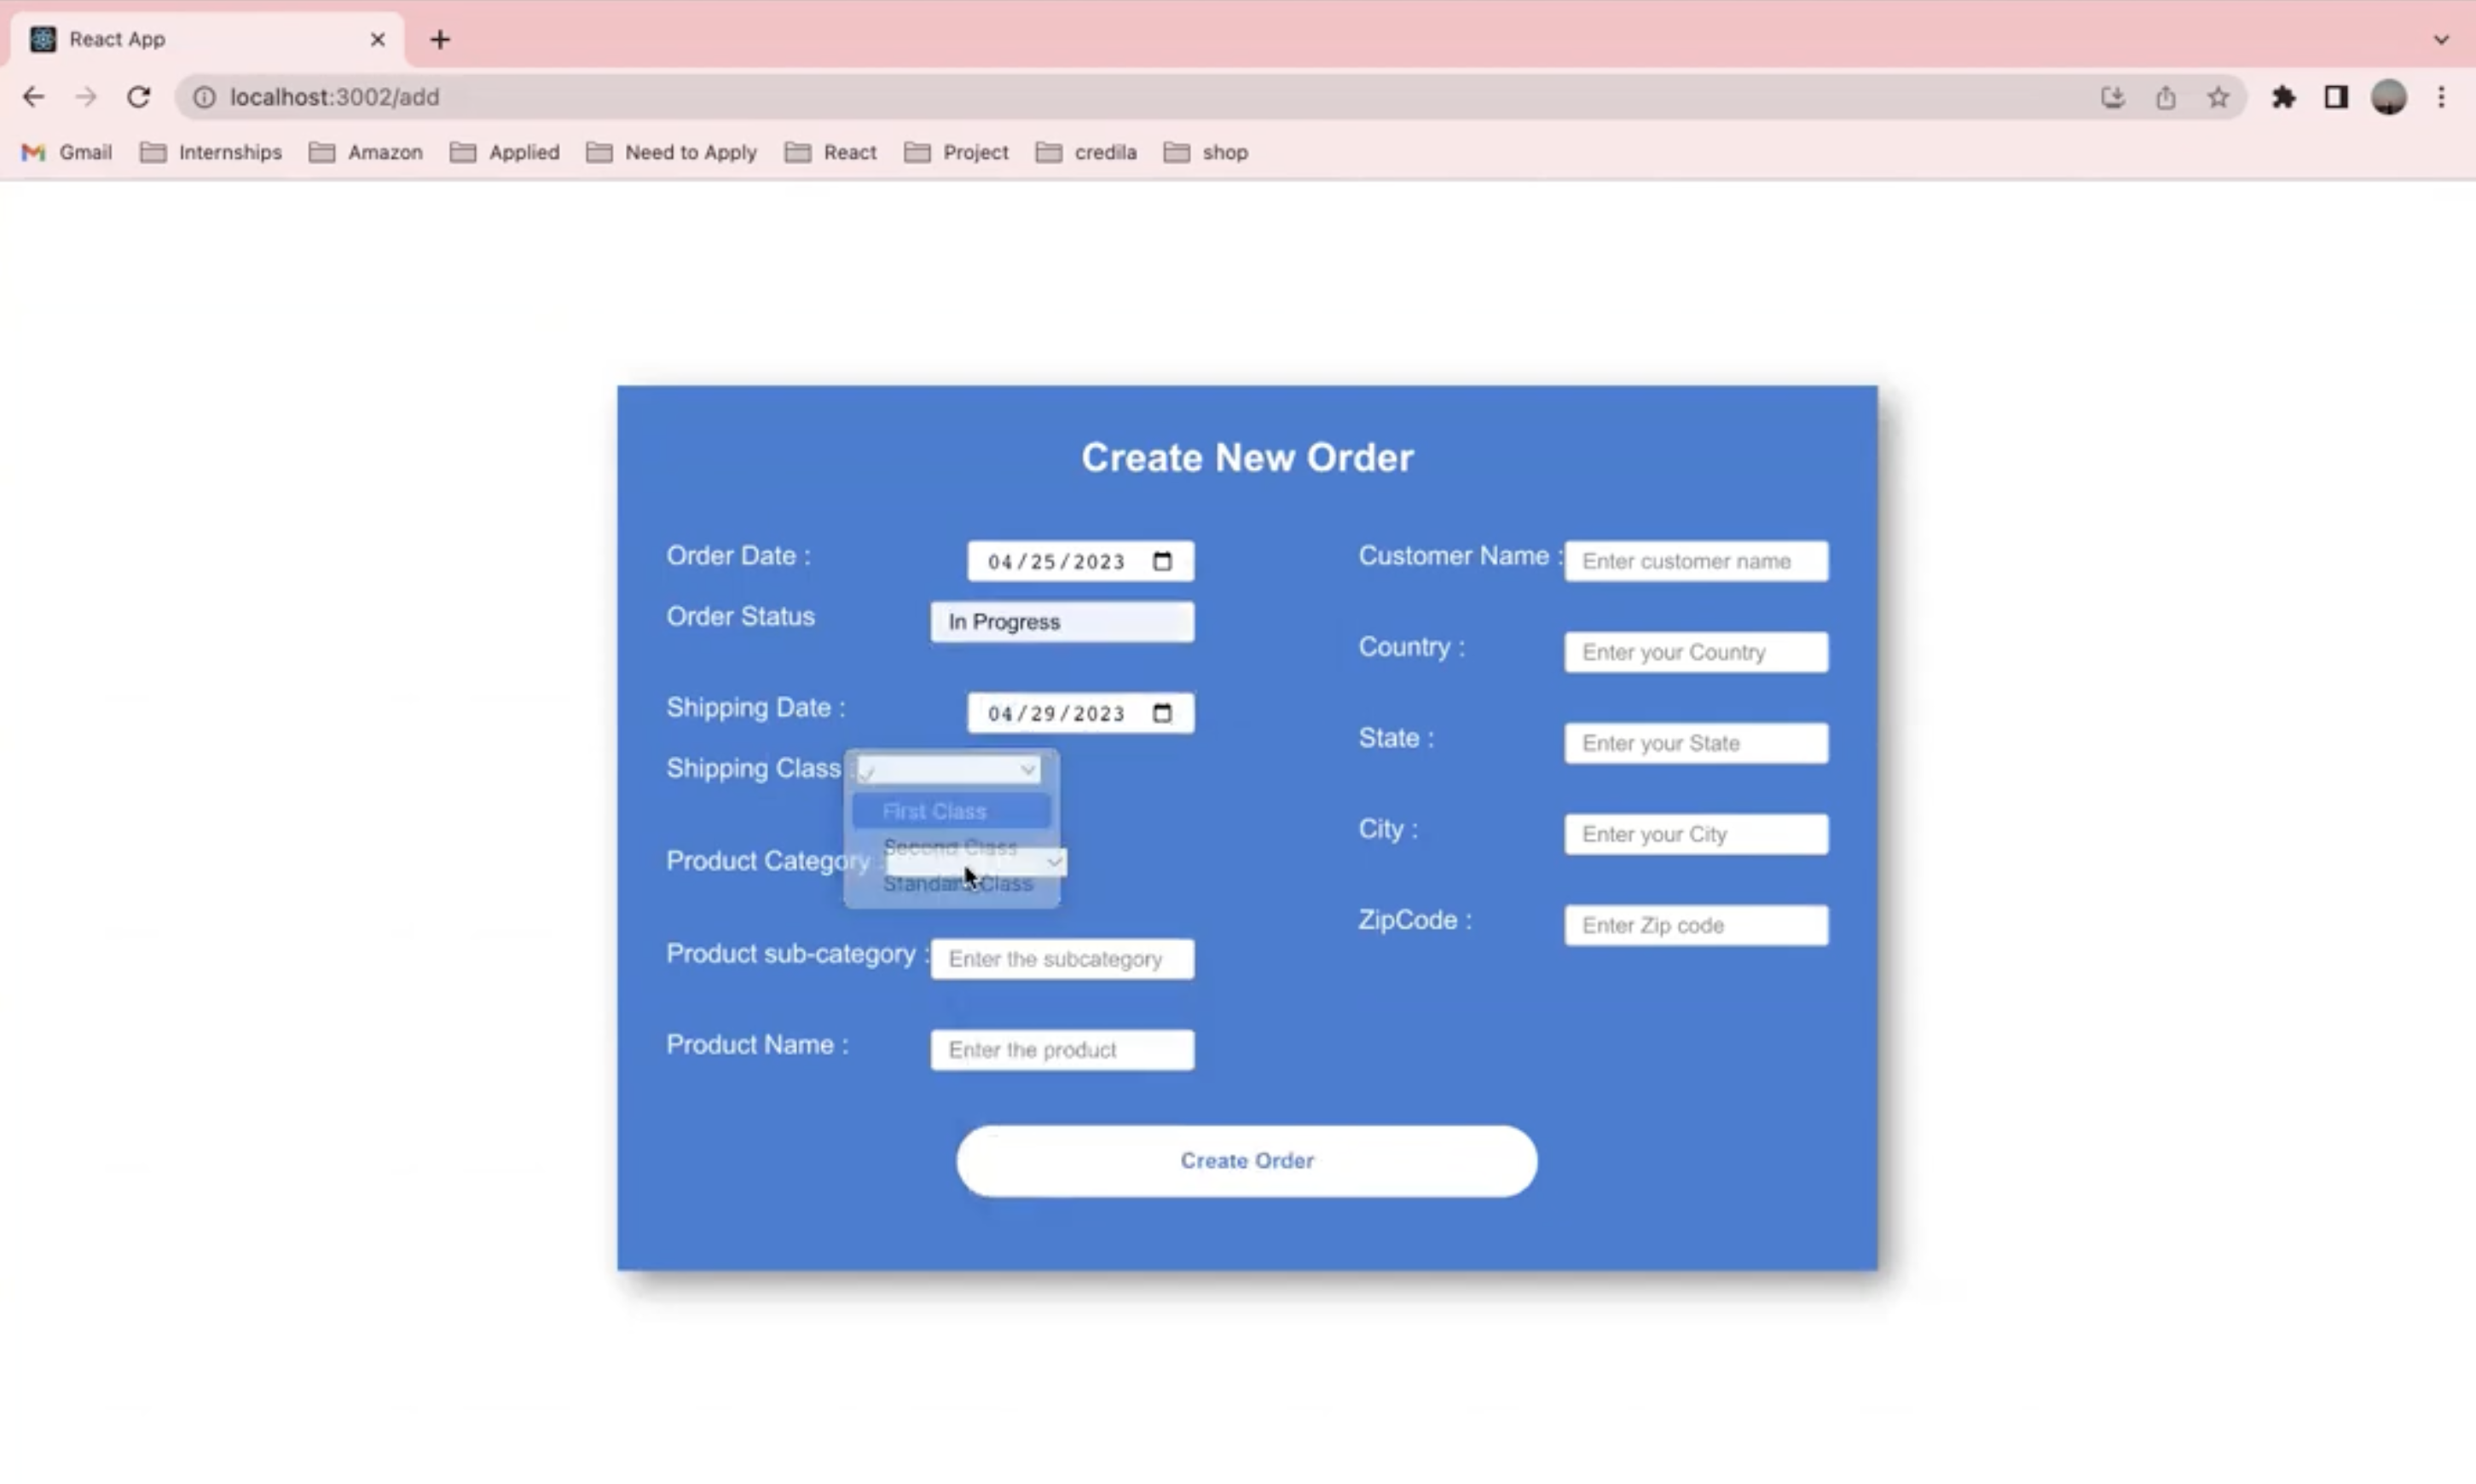 React App
localhost:3002/add
Gmail Internships Amazon Applied Need to Apply React Project credila shop
Create New Order
Order Date : 04/25/2023
Order Status In Progress
Shipping Date : 04/29/2023
Shipping Class :
First Class
Second Class
Product Category :
Standard Class
Product sub-category : Enter the subcategory
Product Name : Enter the product
Customer Name : Enter customer name
Country : Enter your Country
State : Enter your State
City : Enter your City
ZipCode : Enter Zip code
Create Order